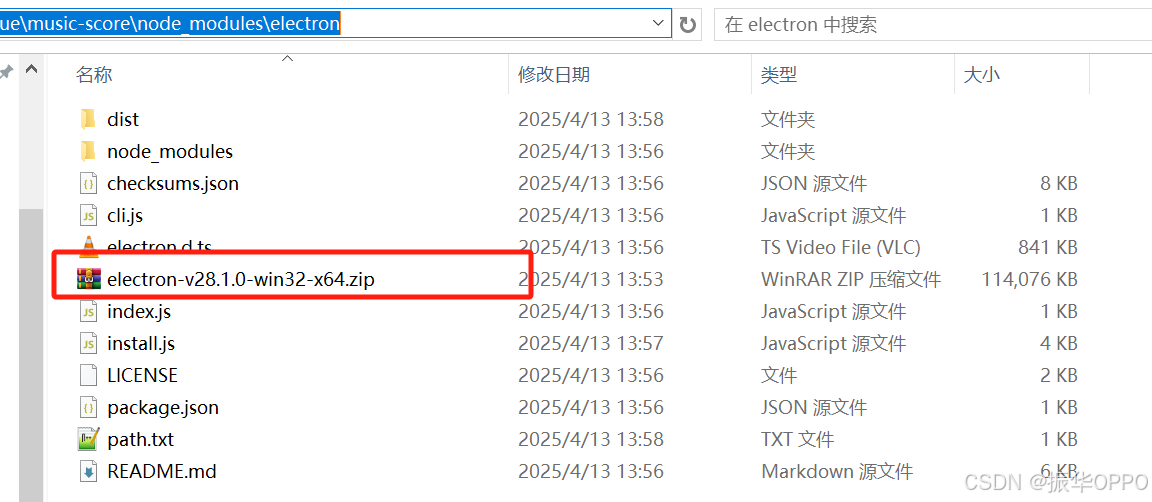 ue\music-score\node_modules\electron
在 electron 中搜索
名称 修改日期 类型 大小
dist 2025/4/13 13:58 文件夹
node_modules 2025/4/13 13:56 文件夹
checksums.json 2025/4/13 13:56 JSON 源文件 8 KB
cli.js 2025/4/13 13:56 JavaScript 源文件 1 KB
electron.d.ts 2025/4/13 13:56 TS Video File (VLC) 841 KB
electron-v28.1.0-win32-x64.zip 2025/4/13 13:53 WinRAR ZIP 压缩文件 114,076 KB
index.js 2025/4/13 13:56 JavaScript 源文件 1 KB
install.js 2025/4/13 13:57 JavaScript 源文件 4 KB
LICENSE 2025/4/13 13:56 文件 2 KB
package.json 2025/4/13 13:56 JSON 源文件 1 KB
path.txt 2025/4/13 13:56 TXT 文件 1 KB
README.md 2025/4/13 13:56 Markdown 源文件 6 KB
CSDN @振华OPPO